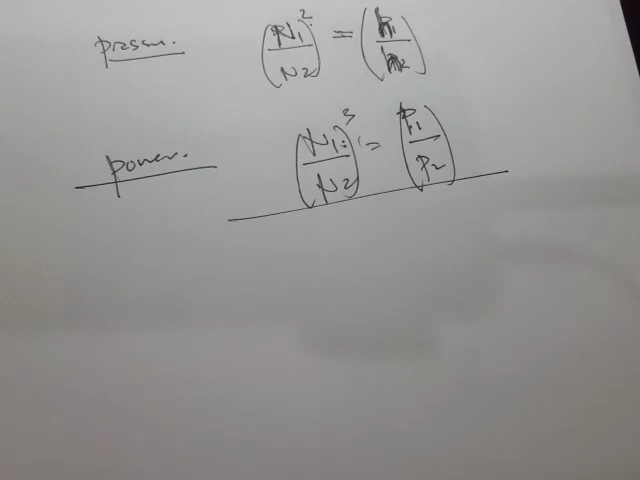 pressu. (N1/N2)² = (h1/h2)
power. (N1/N2)³ = (P1/P2)